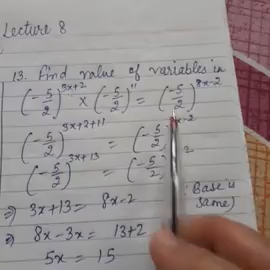 Lecture 8
13. Find value of variables in
(-5/2)^3x+2 × (-5/2)^11 = (-5/2)^8x-2
(-5/2)^3x+2+11 = (-5/2)^x-2
(-5/2)^3x+13 = (-5/2) 2
⇒ 3x+13 = 8x-2 (Base is same)
⇒ 8x-3x = 13+2
5x = 15